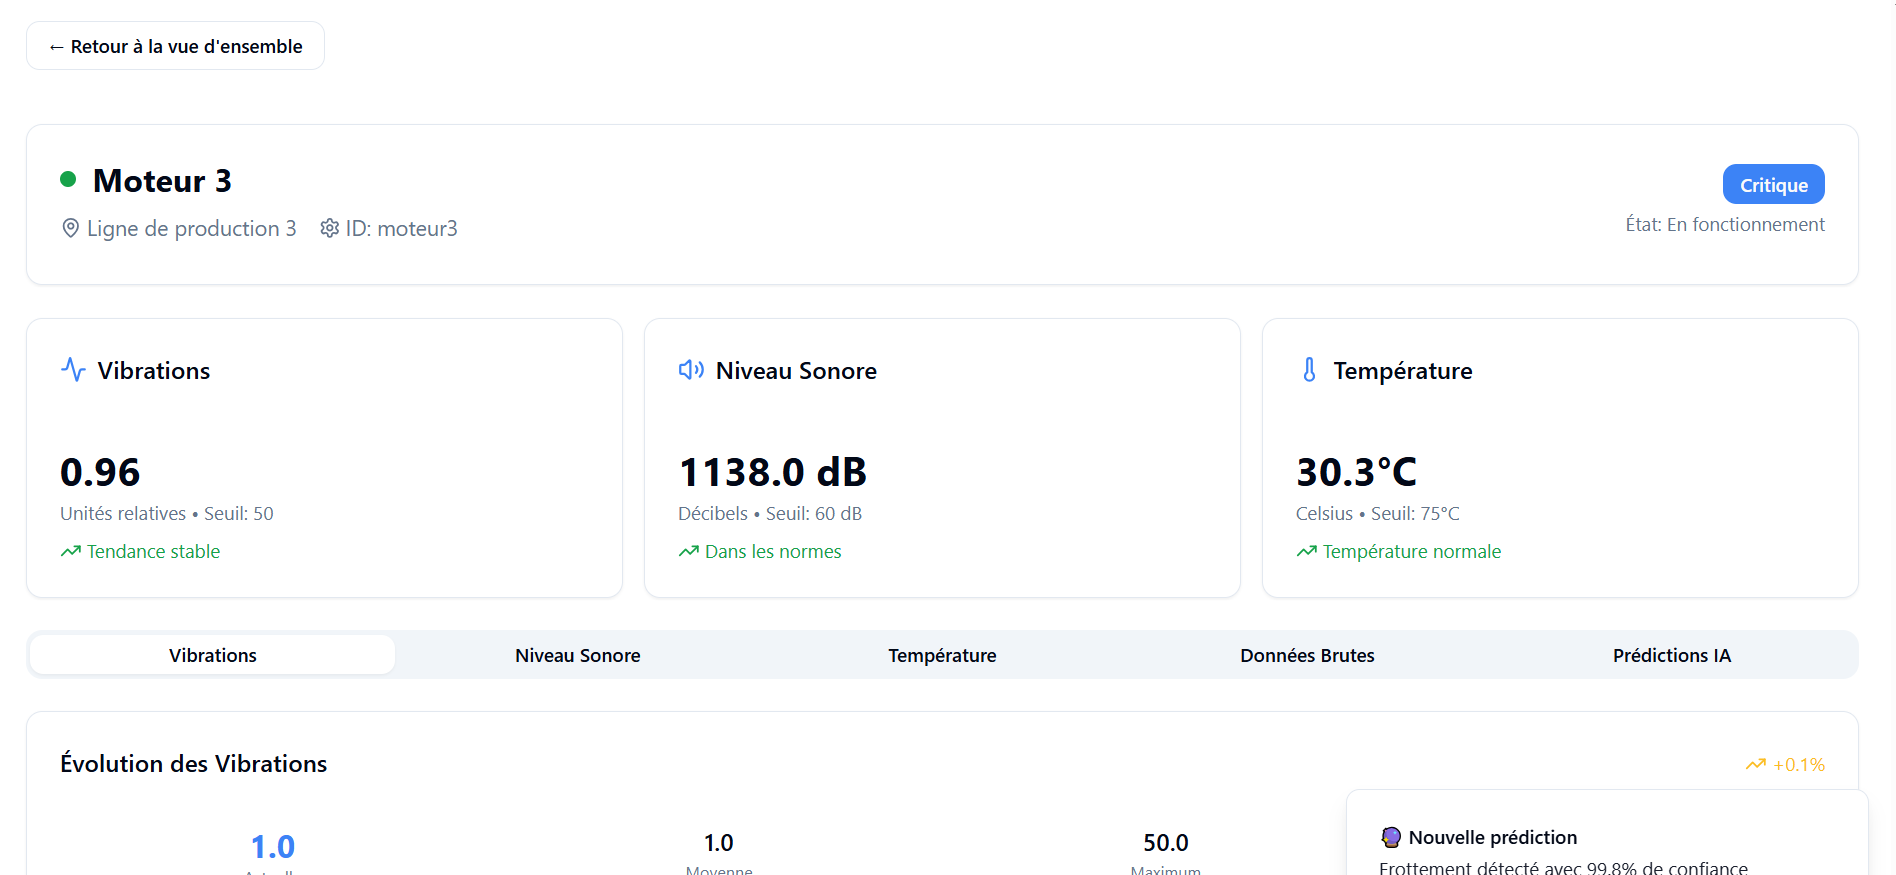 ← Retour à la vue d'ensemble
Moteur 3
Critique
Ligne de production 3 ID: moteur3
État: En fonctionnement
Vibrations
0.96
Unités relatives • Seuil: 50
Tendance stable
Niveau Sonore
1138.0 dB
Décibels • Seuil: 60 dB
Dans les normes
Température
30.3°C
Celsius • Seuil: 75°C
Température normale
Vibrations Niveau Sonore Température Données Brutes Prédictions IA
Évolution des Vibrations
+0.1%
1.0
1.0
Moyenne
50.0
Maximum
Nouvelle prédiction
Frottement détecté avec 99.8% de confiance